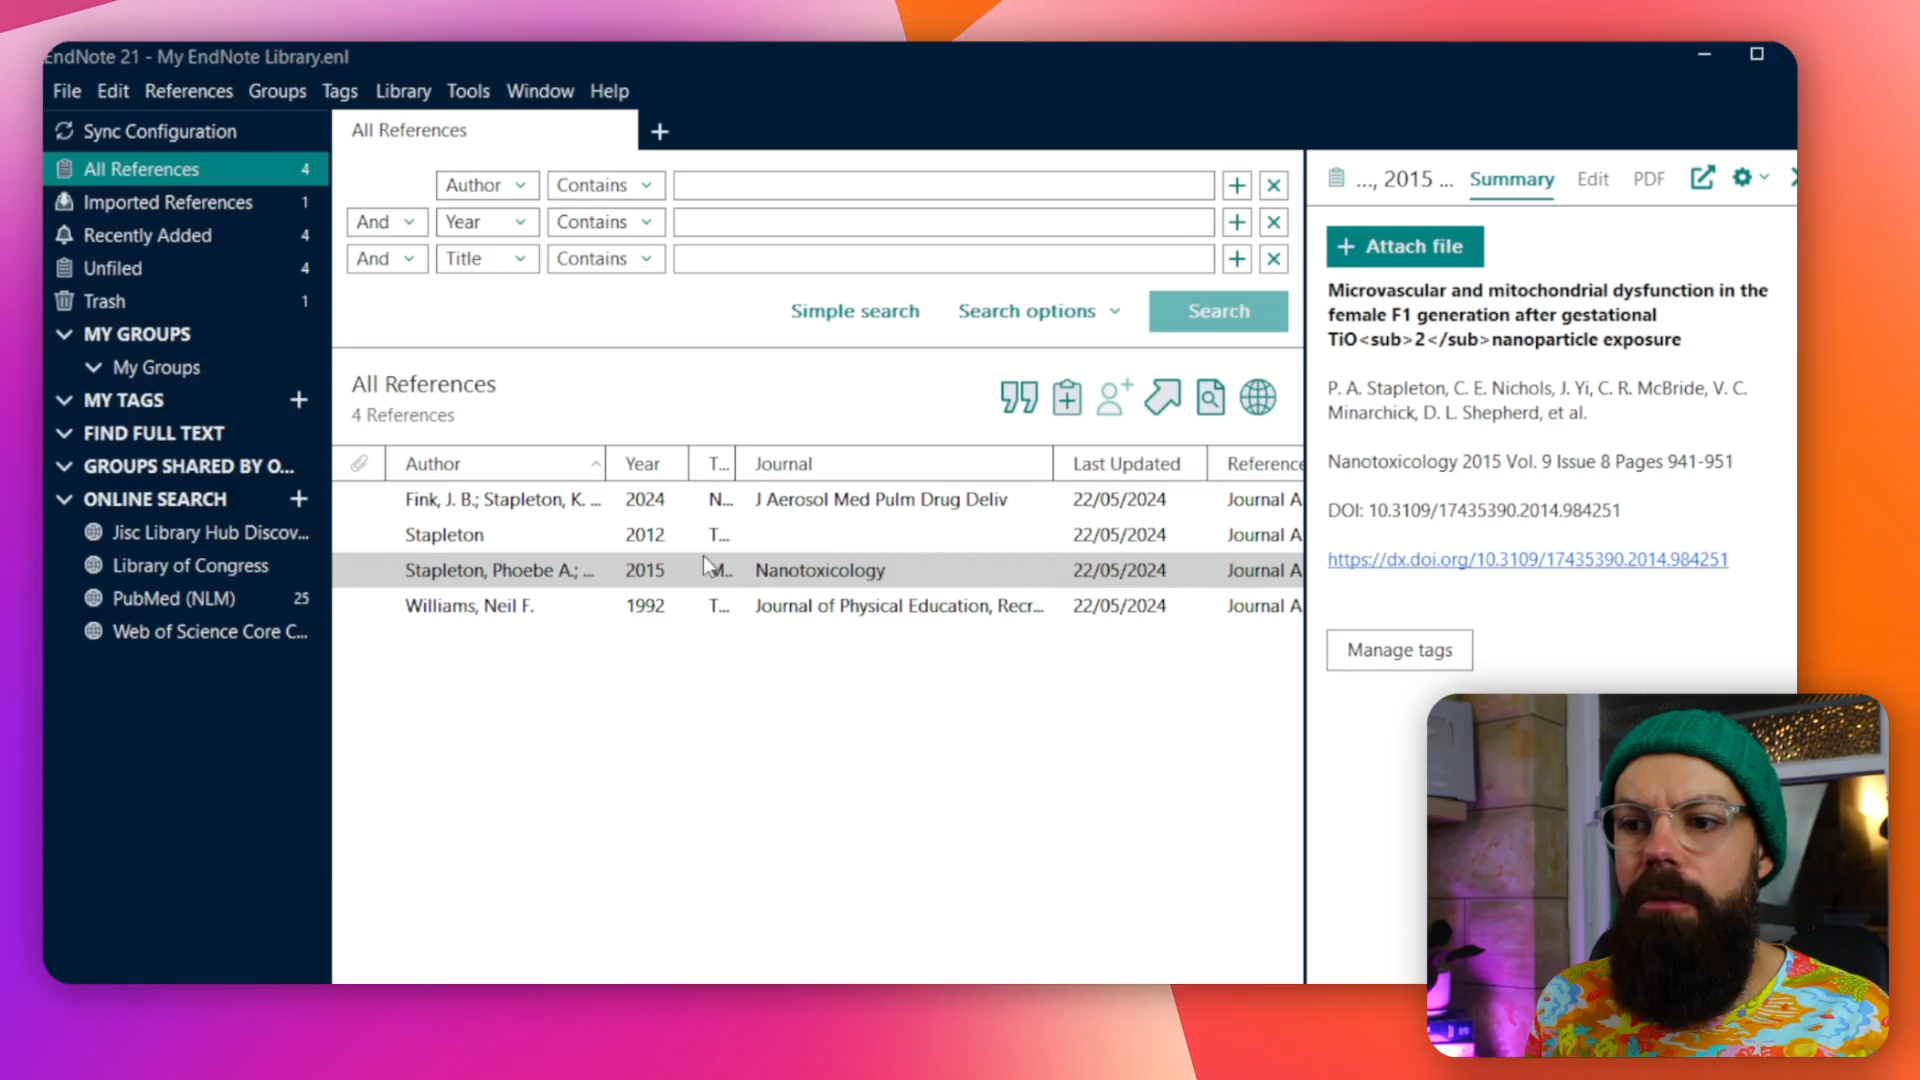 EndNote 21 - My EndNote Library.enl
File Edit References Groups Tags Library Tools Window Help
Sync Configuration
All References 4
Imported References 1
Recently Added 4
Unfiled 4
Trash 1
MY GROUPS
My Groups
MY TAGS
FIND FULL TEXT
GROUPS SHARED BY O...
ONLINE SEARCH
Jisc Library Hub Discov...
Library of Congress
PubMed (NLM) 25
Web of Science Core C...
All References
Author Contains
And Year Contains
And Title Contains
Simple search Search options Search
All References
4 References
Author Year T... Journal Last Updated Reference
Fink, J. B.; Stapleton, K. ... 2024 N... J Aerosol Med Pulm Drug Deliv 22/05/2024 Journal A
Stapleton 2012 T... 22/05/2024 Journal A
Stapleton, Phoebe A.; ... 2015 M... Nanotoxicology 22/05/2024 Journal A
Williams, Neil F. 1992 T... Journal of Physical Education, Recr... 22/05/2024 Journal A
..., 2015 ... Summary Edit PDF
+ Attach file
Microvascular and mitochondrial dysfunction in the
female F1 generation after gestational
TiO<sub>2</sub>nanoparticle exposure
P. A. Stapleton, C. E. Nichols, J. Yi, C. R. McBride, V. C.
Minarchick, D. L. Shepherd, et al.
Nanotoxicology 2015 Vol. 9 Issue 8 Pages 941-951
DOI: 10.3109/17435390.2014.984251
https://dx.doi.org/10.3109/17435390.2014.984251
Manage tags